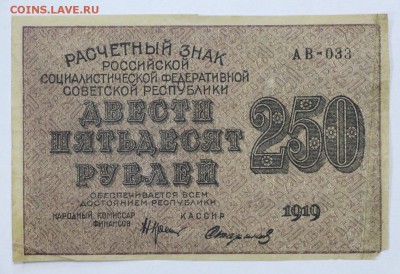 COINS.LAVE.RU
РАСЧЕТНЫЙ ЗНАК
РОССИЙСКОЙ
СОЦИАЛИСТИЧЕСКОЙ ФЕДЕРАТИВНОЙ
СОВЕТСКОЙ РЕСПУБЛИКИ
АВ-033
ДВЕСТИ
ПЯТЬДЕСЯТ
РУБЛЕЙ
250
ОБЕСПЕЧИВАЕТСЯ ВСЕМ
ДОСТОЯНИЕМ РЕСПУБЛИКИ
НАРОДНЫЙ КОМИССАР
ФИНАНСОВ
КАССИР
1919